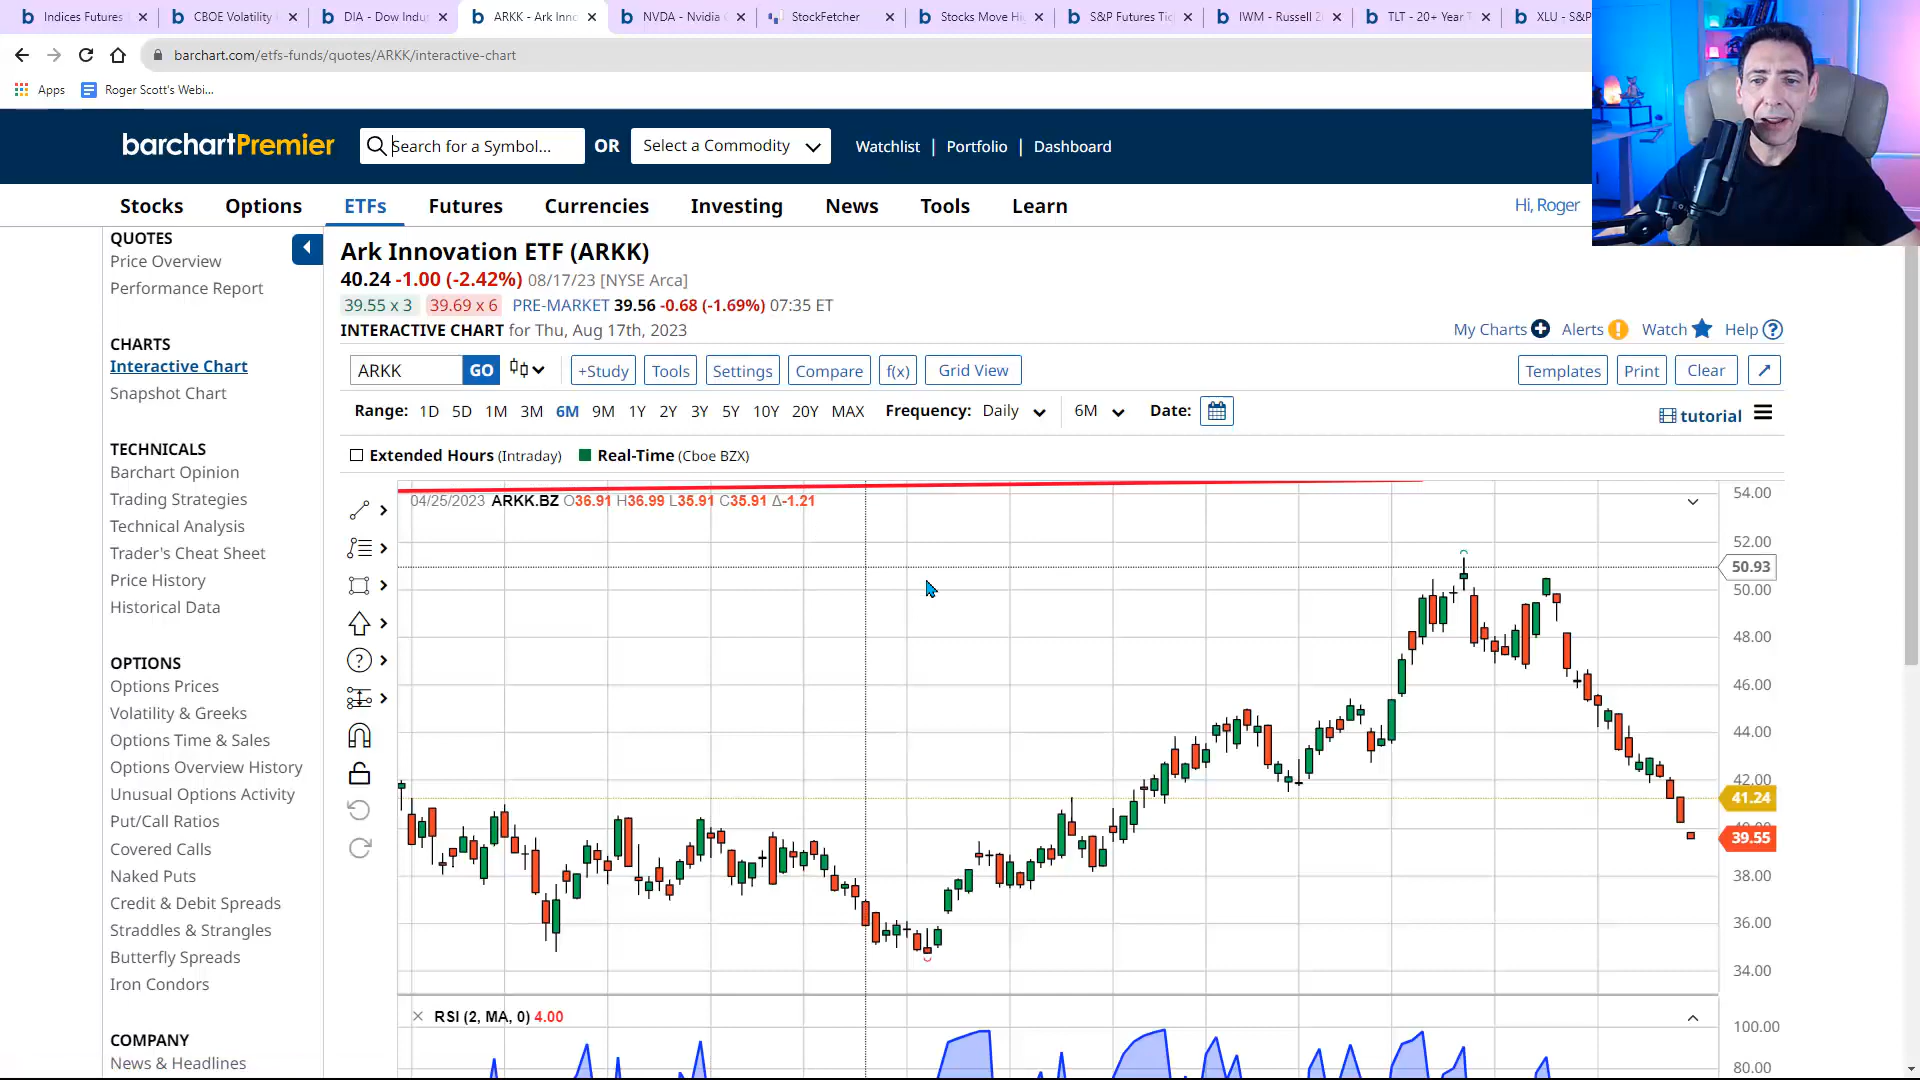 Indices Futures
CBOE Volatility
DIA - Dow Indu
ARKK - Ark Inno
NVDA - Nvidia
StockFetcher
Stocks Move Hi
S&P Futures Tic
IWM - Russell 2
TLT - 20+ Year T
XLU - S&P
barchart.com/etfs-funds/quotes/ARKK/interactive-chart
Apps
Roger Scott's Webi...
barchartPremier
Search for a Symbol...
OR
Select a Commodity
Watchlist | Portfolio | Dashboard
Stocks Options ETFs Futures Currencies Investing News Tools Learn
Hi, Roger
QUOTES
Price Overview
Performance Report
CHARTS
Interactive Chart
Snapshot Chart
TECHNICALS
Barchart Opinion
Trading Strategies
Technical Analysis
Trader's Cheat Sheet
Price History
Historical Data
OPTIONS
Options Prices
Volatility & Greeks
Options Time & Sales
Options Overview History
Unusual Options Activity
Put/Call Ratios
Covered Calls
Naked Puts
Credit & Debit Spreads
Straddles & Strangles
Butterfly Spreads
Iron Condors
COMPANY
News & Headlines
Ark Innovation ETF (ARKK)
40.24 -1.00 (-2.42%) 08/17/23 [NYSE Arca]
39.55 x 3 39.69 x 6 PRE-MARKET 39.56 -0.68 (-1.69%) 07:35 ET
INTERACTIVE CHART for Thu, Aug 17th, 2023
My Charts Alerts Watch Help
ARKK GO +Study Tools Settings Compare f(x) Grid View
Templates Print Clear
Range: 1D 5D 1M 3M 6M 9M 1Y 2Y 3Y 5Y 10Y 20Y MAX Frequency: Daily 6M Date:
tutorial
Extended Hours (Intraday) Real-Time (Cboe BZX)
04/25/2023 ARKK.BZ O36.91 H36.99 L35.91 C35.91 Δ-1.21
54.00
52.00
50.93
50.00
48.00
46.00
44.00
42.00
41.24
39.55
38.00
36.00
34.00
RSI (2, MA, 0) 4.00
100.00
80.00